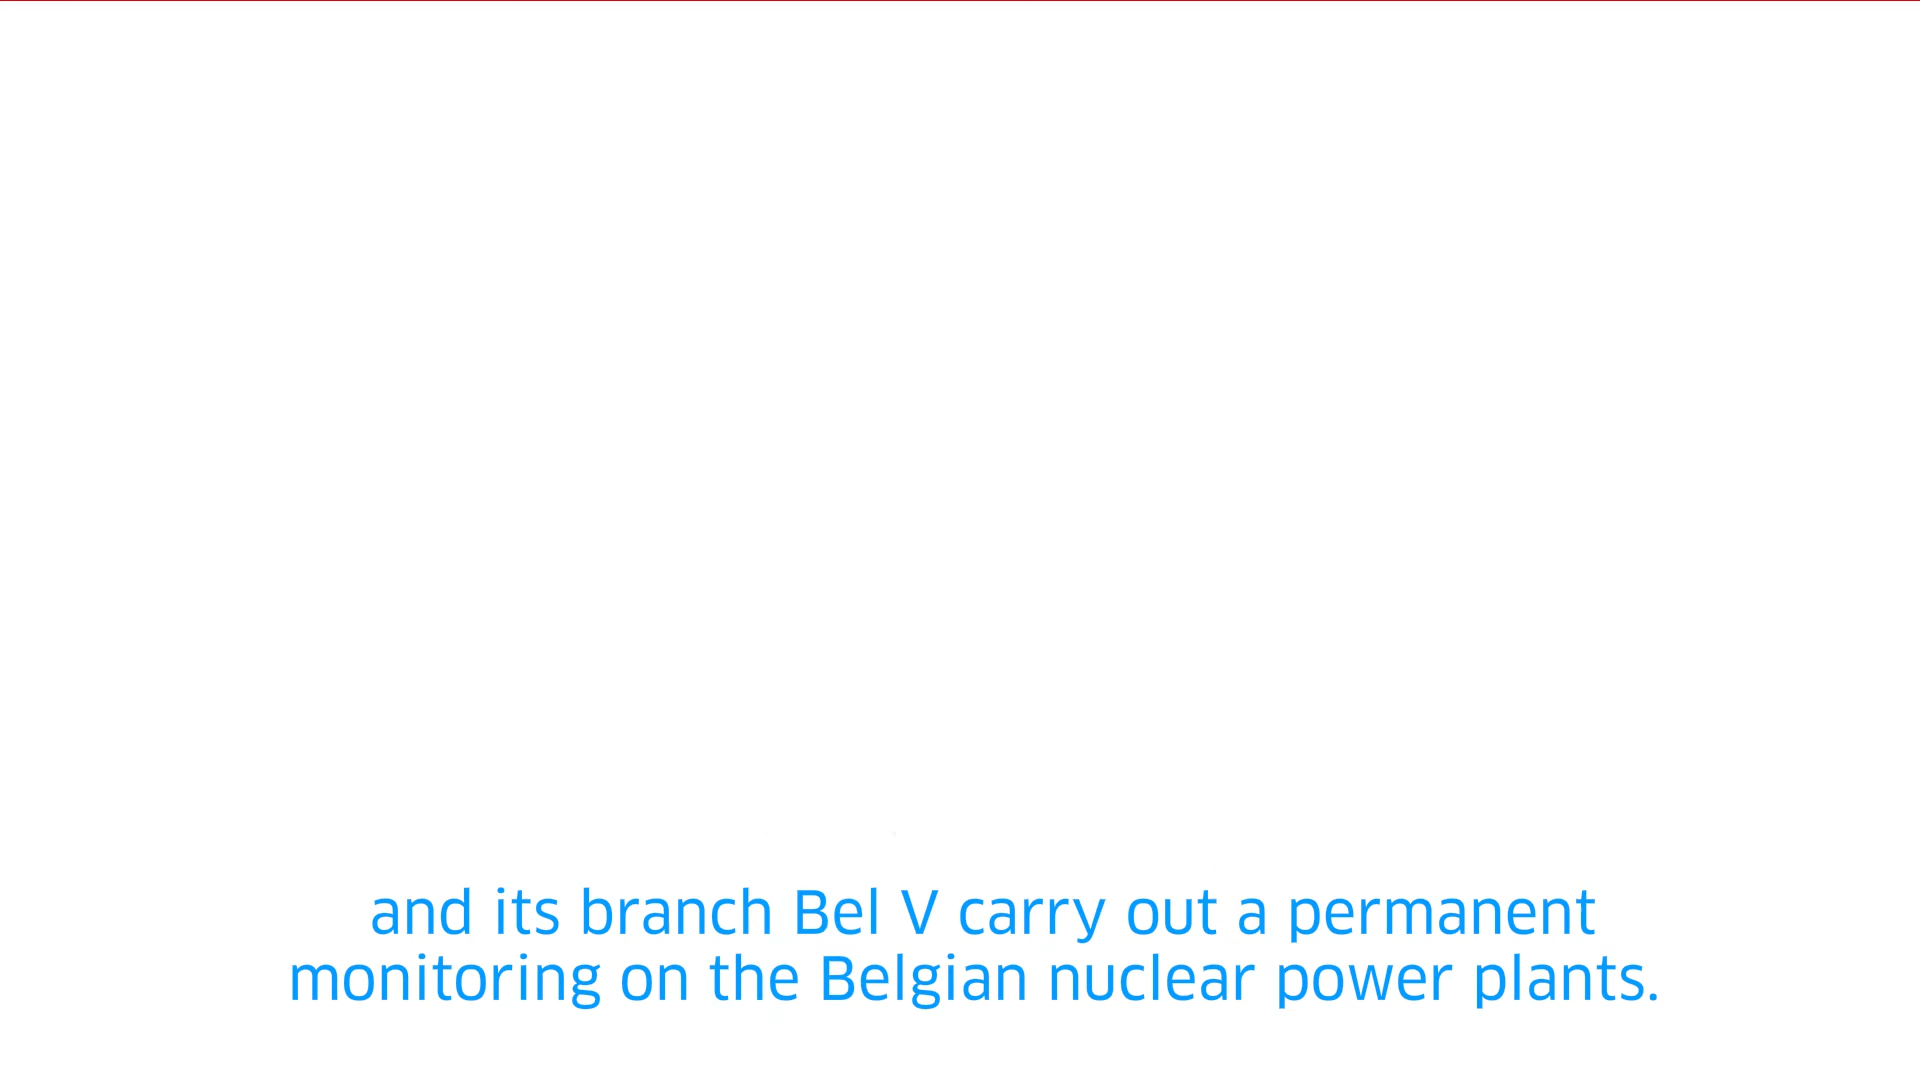 and its branch Bel V carry out a permanent
monitoring on the Belgian nuclear power plants.